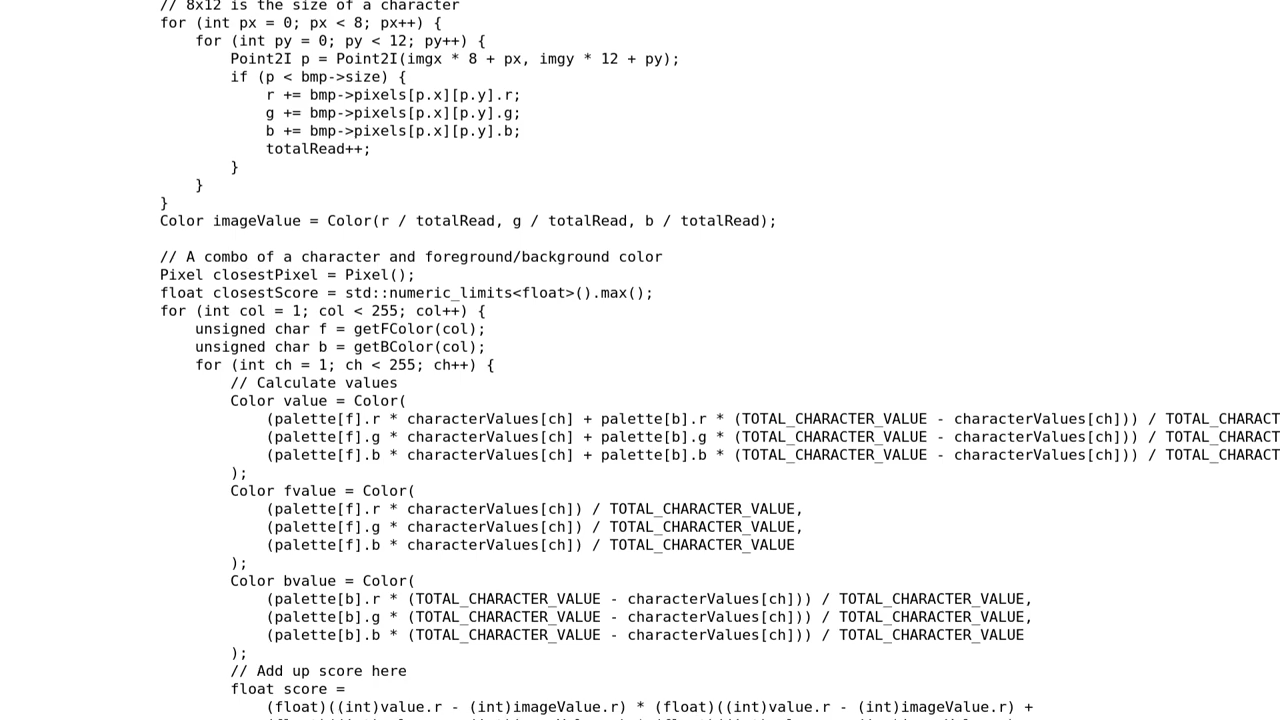 // 8x12 is the size of a character
for (int px = 0; px < 8; px++) {
for (int py = 0; py < 12; py++) {
Point2I p = Point2I(imgx * 8 + px, imgy * 12 + py);
if (p < bmp->size) {
r += bmp->pixels[p.x][p.y].r;
g += bmp->pixels[p.x][p.y].g;
b += bmp->pixels[p.x][p.y].b;
totalRead++;
}
}
}
Color imageValue = Color(r / totalRead, g / totalRead, b / totalRead);
// A combo of a character and foreground/background color
Pixel closestPixel = Pixel();
float closestScore = std::numeric_limits<float>().max();
for (int col = 1; col < 255; col++) {
unsigned char f = getFColor(col);
unsigned char b = getBColor(col);
for (int ch = 1; ch < 255; ch++) {
// Calculate values
Color value = Color(
(palette[f].r * characterValues[ch] + palette[b].r * (TOTAL_CHARACTER_VALUE - characterValues[ch])) / TOTAL_CHARACT
(palette[f].g * characterValues[ch] + palette[b].g * (TOTAL_CHARACTER_VALUE - characterValues[ch])) / TOTAL_CHARACT
(palette[f].b * characterValues[ch] + palette[b].b * (TOTAL_CHARACTER_VALUE - characterValues[ch])) / TOTAL_CHARACT
);
Color fvalue = Color(
(palette[f].r * characterValues[ch]) / TOTAL_CHARACTER_VALUE,
(palette[f].g * characterValues[ch]) / TOTAL_CHARACTER_VALUE,
(palette[f].b * characterValues[ch]) / TOTAL_CHARACTER_VALUE
);
Color bvalue = Color(
(palette[b].r * (TOTAL_CHARACTER_VALUE - characterValues[ch])) / TOTAL_CHARACTER_VALUE,
(palette[b].g * (TOTAL_CHARACTER_VALUE - characterValues[ch])) / TOTAL_CHARACTER_VALUE,
(palette[b].b * (TOTAL_CHARACTER_VALUE - characterValues[ch])) / TOTAL_CHARACTER_VALUE
);
// Add up score here
float score =
(float)((int)value.r - (int)imageValue.r) * (float)((int)value.r - (int)imageValue.r) +